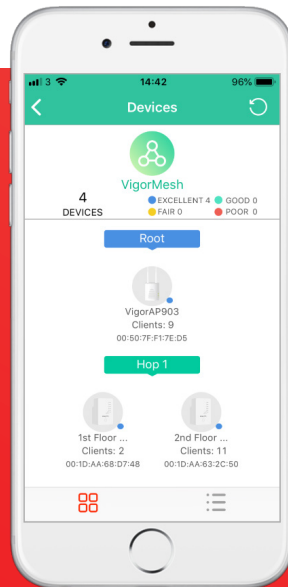 3 14:42 96%
Devices
VigorMesh
4
DEVICES
EXCELLENT 4 GOOD 0
FAIR 0 POOR 0
Root
VigorAP903
Clients: 9
00:50:7F:F1:7E:D5
Hop 1
1st Floor ... 2nd Floor ...
Clients: 2 Clients: 11
00:1D:AA:68:D7:48 00:1D:AA:63:2C:50